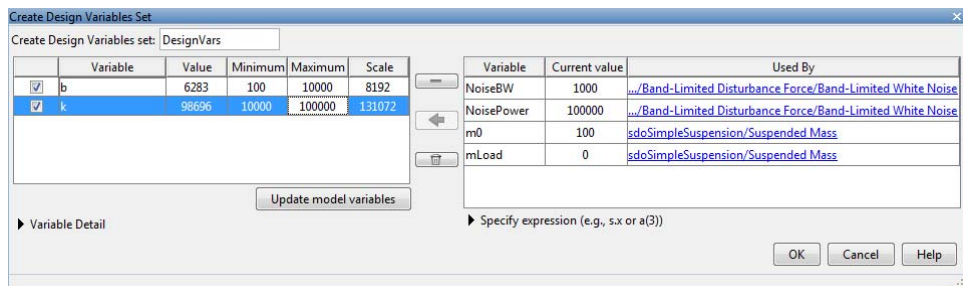 Create Design Variables Set
Create Design Variables set: DesignVars
Variable Value Minimum Maximum Scale
b 6283 100 10000 8192
k 98696 10000 100000 131072
Update model variables
Variable Detail
Variable Current value Used By
NoiseBW 1000 .../Band-Limited Disturbance Force/Band-Limited White Noise
NoisePower 100000 .../Band-Limited Disturbance Force/Band-Limited White Noise
m0 100 sdoSimpleSuspension/Suspended Mass
mLoad 0 sdoSimpleSuspension/Suspended Mass
Specify expression (e.g., s.x or a(3))
OK Cancel Help